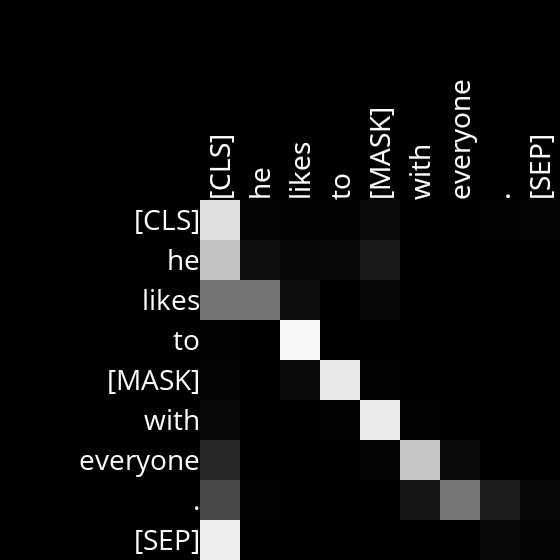 [CLS] he likes to [MASK] with everyone . [SEP]
[CLS]
he
likes
to
[MASK]
with
everyone
.
[SEP]